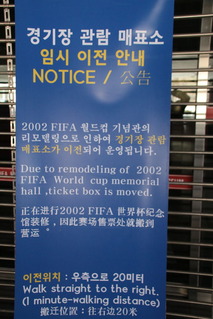 경기장 관람 매표소
임시 이전 안내
NOTICE / 公告
2002 FIFA 월드컵 기념관의
리모델링으로 인하여 경기장 관람
매표소가 이전되어 운영됩니다.
Due to remodeling of 2002
FIFA World cup memorial
hall ,ticket box is moved.
正在进行2002 FIFA 世界杯纪念
馆装修，因此赛场售票处就搬到
营运。
이전위치 : 우측으로 20미터
Walk straight to the right.
(1 minute-walking distance)
搬迁位置：往右边20米